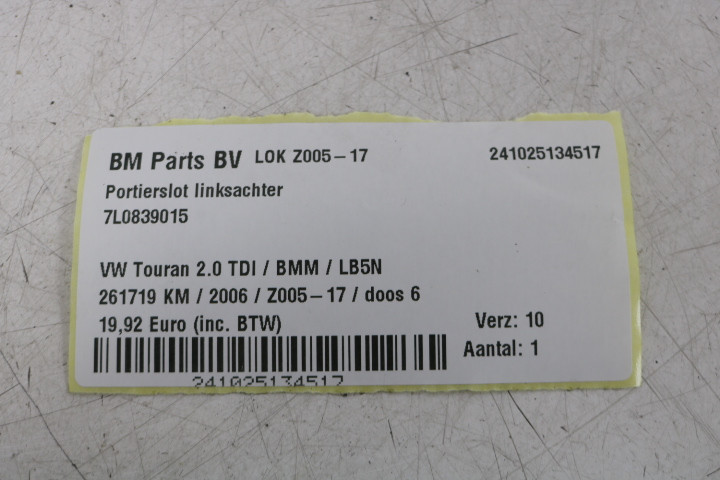 BM Parts BV LOK Z005-17 241025134517
Portierslot linksachter
7L0839015
VW Touran 2.0 TDI / BMM / LB5N
261719 KM / 2006 / Z005-17 / doos 6
19,92 Euro (inc. BTW) Verz: 10
Aantal: 1
241025134517